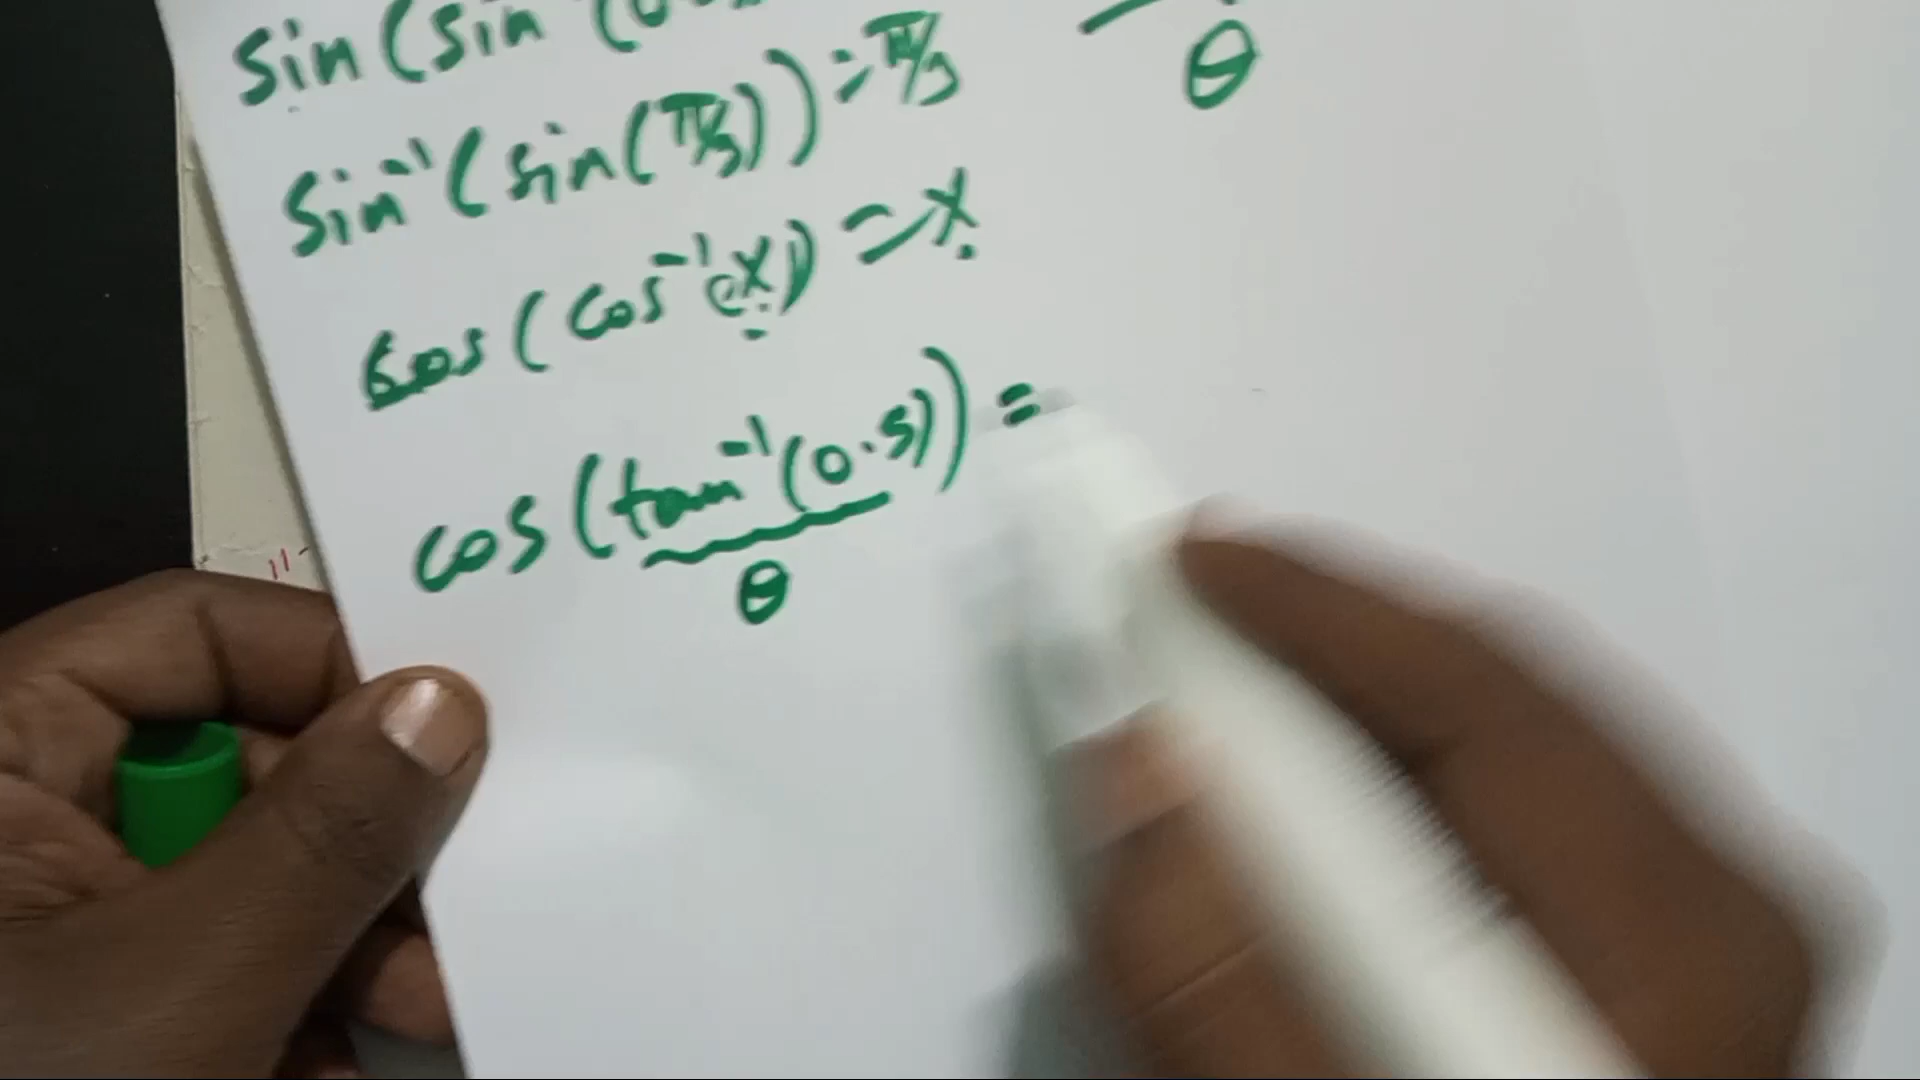 sin(sin
θ
sin⁻¹(sin(π/3))=π/3
cos(cos⁻¹(x))=x
cos(tan⁻¹(0.5))=
θ